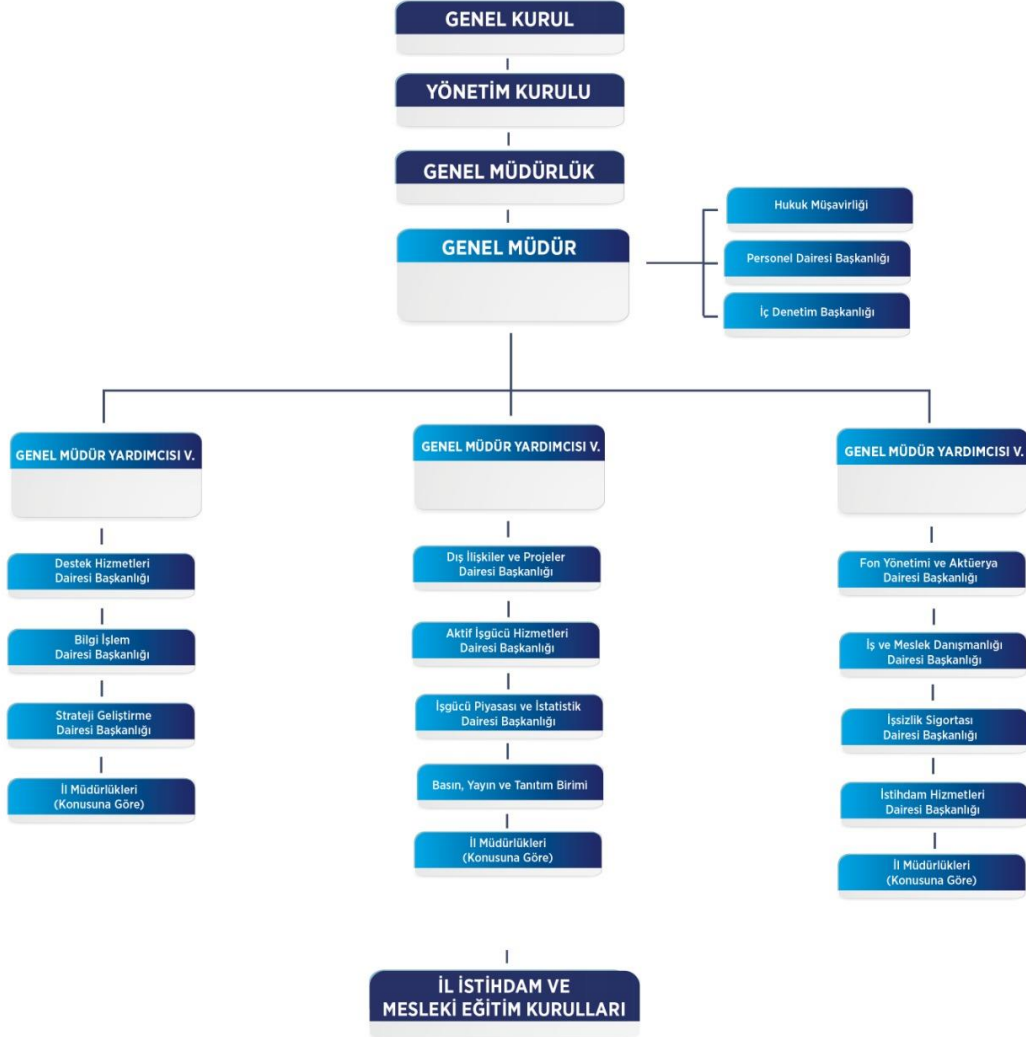 GENEL KURUL
YÖNETİM KURULU
GENEL MÜDÜRLÜK
GENEL MÜDÜR
Hukuk Müşavirliği
Personel Dairesi Başkanlığı
İç Denetim Başkanlığı
GENEL MÜDÜR YARDIMCISI V.
Destek Hizmetleri
Dairesi Başkanlığı
Bilgi İşlem
Dairesi Başkanlığı
Strateji Geliştirme
Dairesi Başkanlığı
İl Müdürlükleri
(Konusuna Göre)
GENEL MÜDÜR YARDIMCISI V.
Dış İlişkiler ve Projeler
Dairesi Başkanlığı
Aktif İşgücü Hizmetleri
Dairesi Başkanlığı
İşgücü Piyasası ve İstatistik
Dairesi Başkanlığı
Basın, Yayın ve Tanıtım Birimi
İl Müdürlükleri
(Konusuna Göre)
GENEL MÜDÜR YARDIMCISI V.
Fon Yönetimi ve Aktüerya
Dairesi Başkanlığı
İş ve Meslek Danışmanlığı
Dairesi Başkanlığı
İşsizlik Sigortası
Dairesi Başkanlığı
İstihdam Hizmetleri
Dairesi Başkanlığı
İl Müdürlükleri
(Konusuna Göre)
İL İSTİHDAM VE
MESLEKİ EĞİTİM KURULLARI